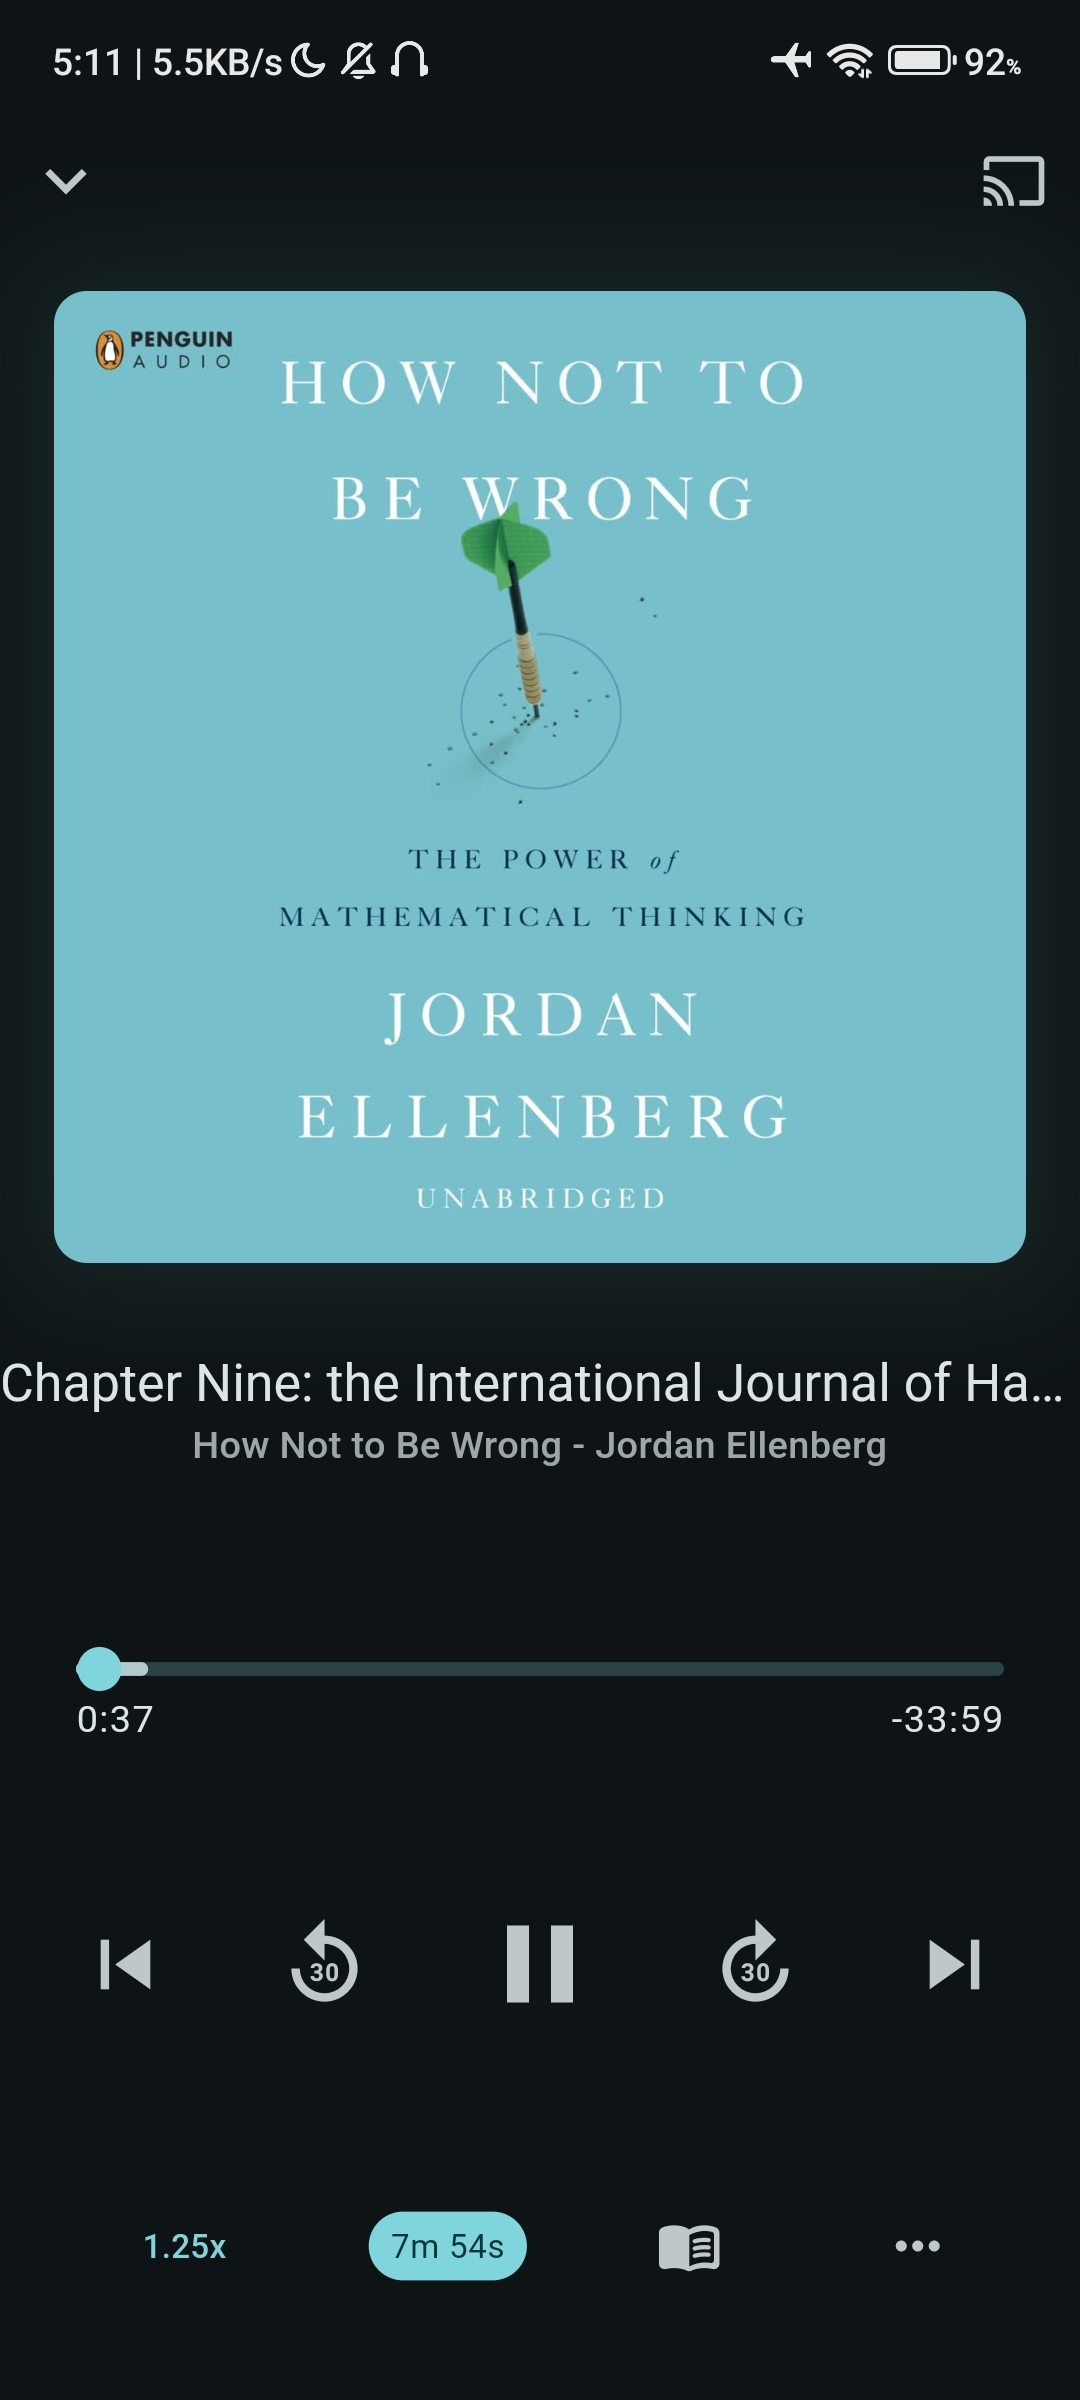 5:11 | 5.5KB/s 92%
PENGUIN
AUDIO
HOW NOT TO
BE WRONG
THE POWER of
MATHEMATICAL THINKING
JORDAN
ELLENBERG
UNABRIDGED
Chapter Nine: the International Journal of Ha...
How Not to Be Wrong - Jordan Ellenberg
0:37 -33:59
30 30
1.25x 7m 54s